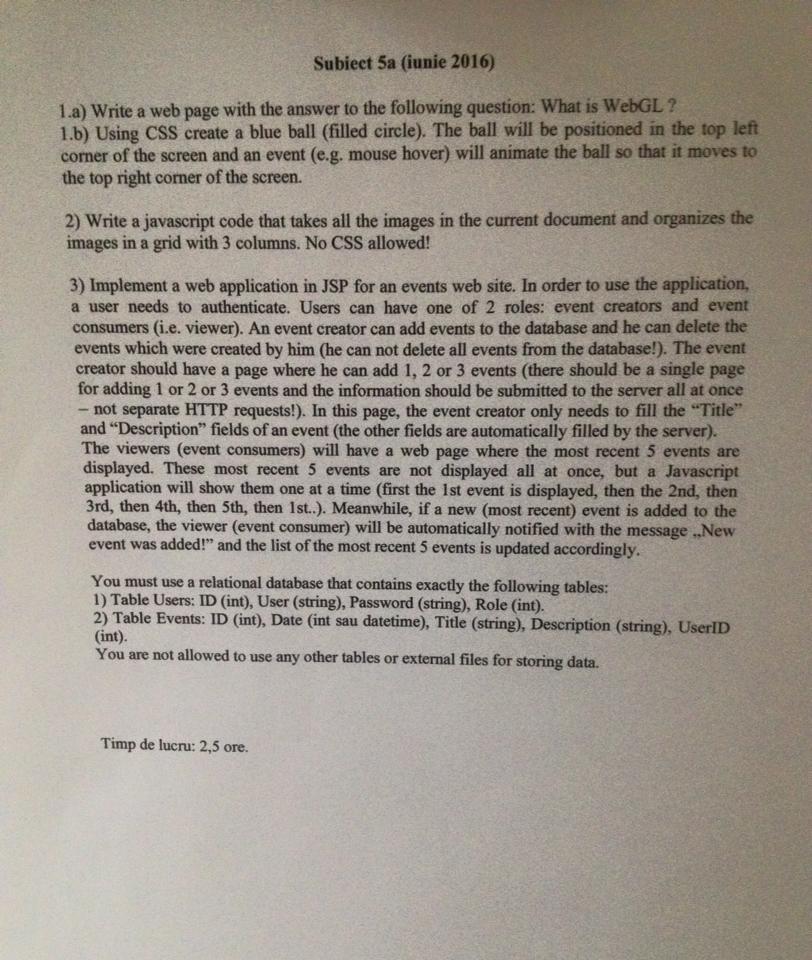 Subiect 5a (iunie 2016)
1.a) Write a web page with the answer to the following question: What is WebGL ?
1.b) Using CSS create a blue ball (filled circle). The ball will be positioned in the top left
corner of the screen and an event (e.g. mouse hover) will animate the ball so that it moves to
the top right corner of the screen.
2) Write a javascript code that takes all the images in the current document and organizes the
images in a grid with 3 columns. No CSS allowed!
3) Implement a web application in JSP for an events web site. In order to use the application,
a user needs to authenticate. Users can have one of 2 roles: event creators and event
consumers (i.e. viewer). An event creator can add events to the database and he can delete the
events which were created by him (he can not delete all events from the database!). The event
creator should have a page where he can add 1, 2 or 3 events (there should be a single page
for adding 1 or 2 or 3 events and the information should be submitted to the server all at once
– not separate HTTP requests!). In this page, the event creator only needs to fill the “Title”
and “Description” fields of an event (the other fields are automatically filled by the server).
The viewers (event consumers) will have a web page where the most recent 5 events are
displayed. These most recent 5 events are not displayed all at once, but a Javascript
application will show them one at a time (first the 1st event is displayed, then the 2nd, then
3rd, then 4th, then 5th, then 1st..). Meanwhile, if a new (most recent) event is added to the
database, the viewer (event consumer) will be automatically notified with the message „New
event was added!” and the list of the most recent 5 events is updated accordingly.
You must use a relational database that contains exactly the following tables:
1) Table Users: ID (int), User (string), Password (string), Role (int).
2) Table Events: ID (int), Date (int sau datetime), Title (string), Description (string), UserID
(int).
You are not allowed to use any other tables or external files for storing data.
Timp de lucru: 2,5 ore.